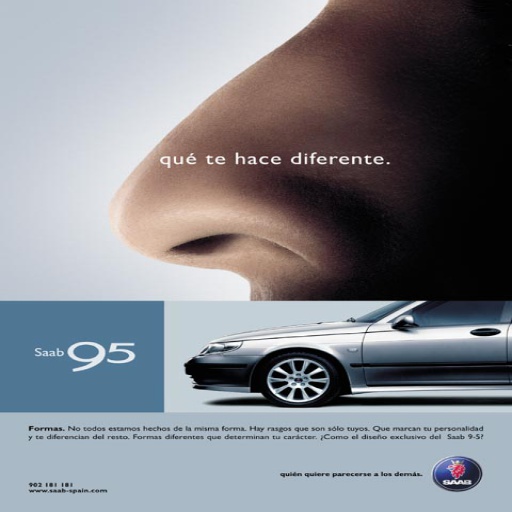 qué te hace diferente.
Saab 95
Formas. No todos estamos hechos de la misma forma. Hay rasgos que son sólo tuyos. Que marcan tu personalidad
y te diferencian del resto. Formas diferentes que determinan tu carácter. ¿Como el diseño exclusivo del Saab 9-5?
quién quiere parecerse a los demás.
SAAB
902 181 181
www.saab-spain.com